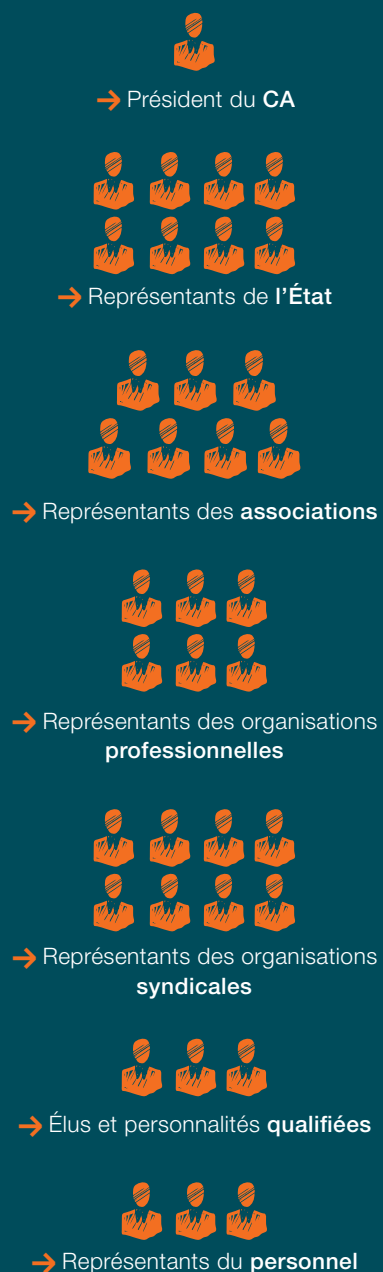 → Président du CA
→ Représentants de l'État
→ Représentants des associations
→ Représentants des organisations
professionnelles
→ Représentants des organisations
syndicales
→ Élus et personnalités qualifiées
→ Représentants du personnel